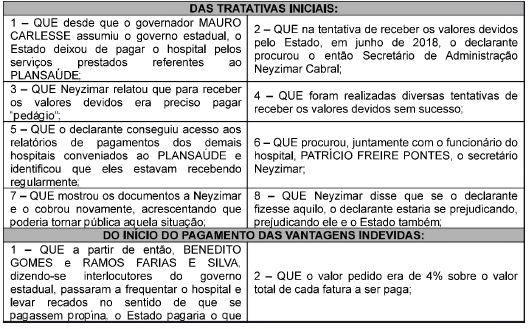 DAS TRATATIVAS INICIAIS:
1 – QUE desde que o governador MAURO
CARLESSE assumiu o governo estadual, o
Estado deixou de pagar o hospital pelos
serviços prestados referentes ao
PLANSAÚDE;
2 – QUE na tentativa de receber os valores devidos
pelo Estado, em junho de 2018, o declarante
procurou o então Secretário de Administração
Neyzimar Cabral;
3 – QUE Neyzimar relatou que para receber
os valores devidos era preciso pagar
"pedágio";
4 – QUE foram realizadas diversas tentativas de
receber os valores devidos sem sucesso;
5 – QUE o declarante conseguiu acesso aos
relatórios de pagamentos dos demais
hospitais conveniados ao PLANSAÚDE e
identificou que eles estavam recebendo
regularmente;
6 – QUE procurou, juntamente com o funcionário do
hospital, PATRÍCIO FREIRE PONTES, o secretário
Neyzimar;
7 – QUE mostrou os documentos a Neyzimar
e o cobrou novamente, acrescentando que
poderia tornar pública aquela situação;
8 – QUE Neyzimar disse que se o declarante
fizesse aquilo, o declarante estaria se prejudicando,
prejudicando ele e o Estado também;
DO INÍCIO DO PAGAMENTO DAS VANTAGENS INDEVIDAS:
1 – QUE a partir de então, BENEDITO
GOMES e RAMOS FARIAS E SILVA,
dizendo-se interlocutores do governo
estadual, passaram a frequentar o hospital e
levar recados no sentido de que se
pagassem propina, o Estado pagaria o que
2 – QUE o valor pedido era de 4% sobre o valor
total de cada fatura a ser paga;